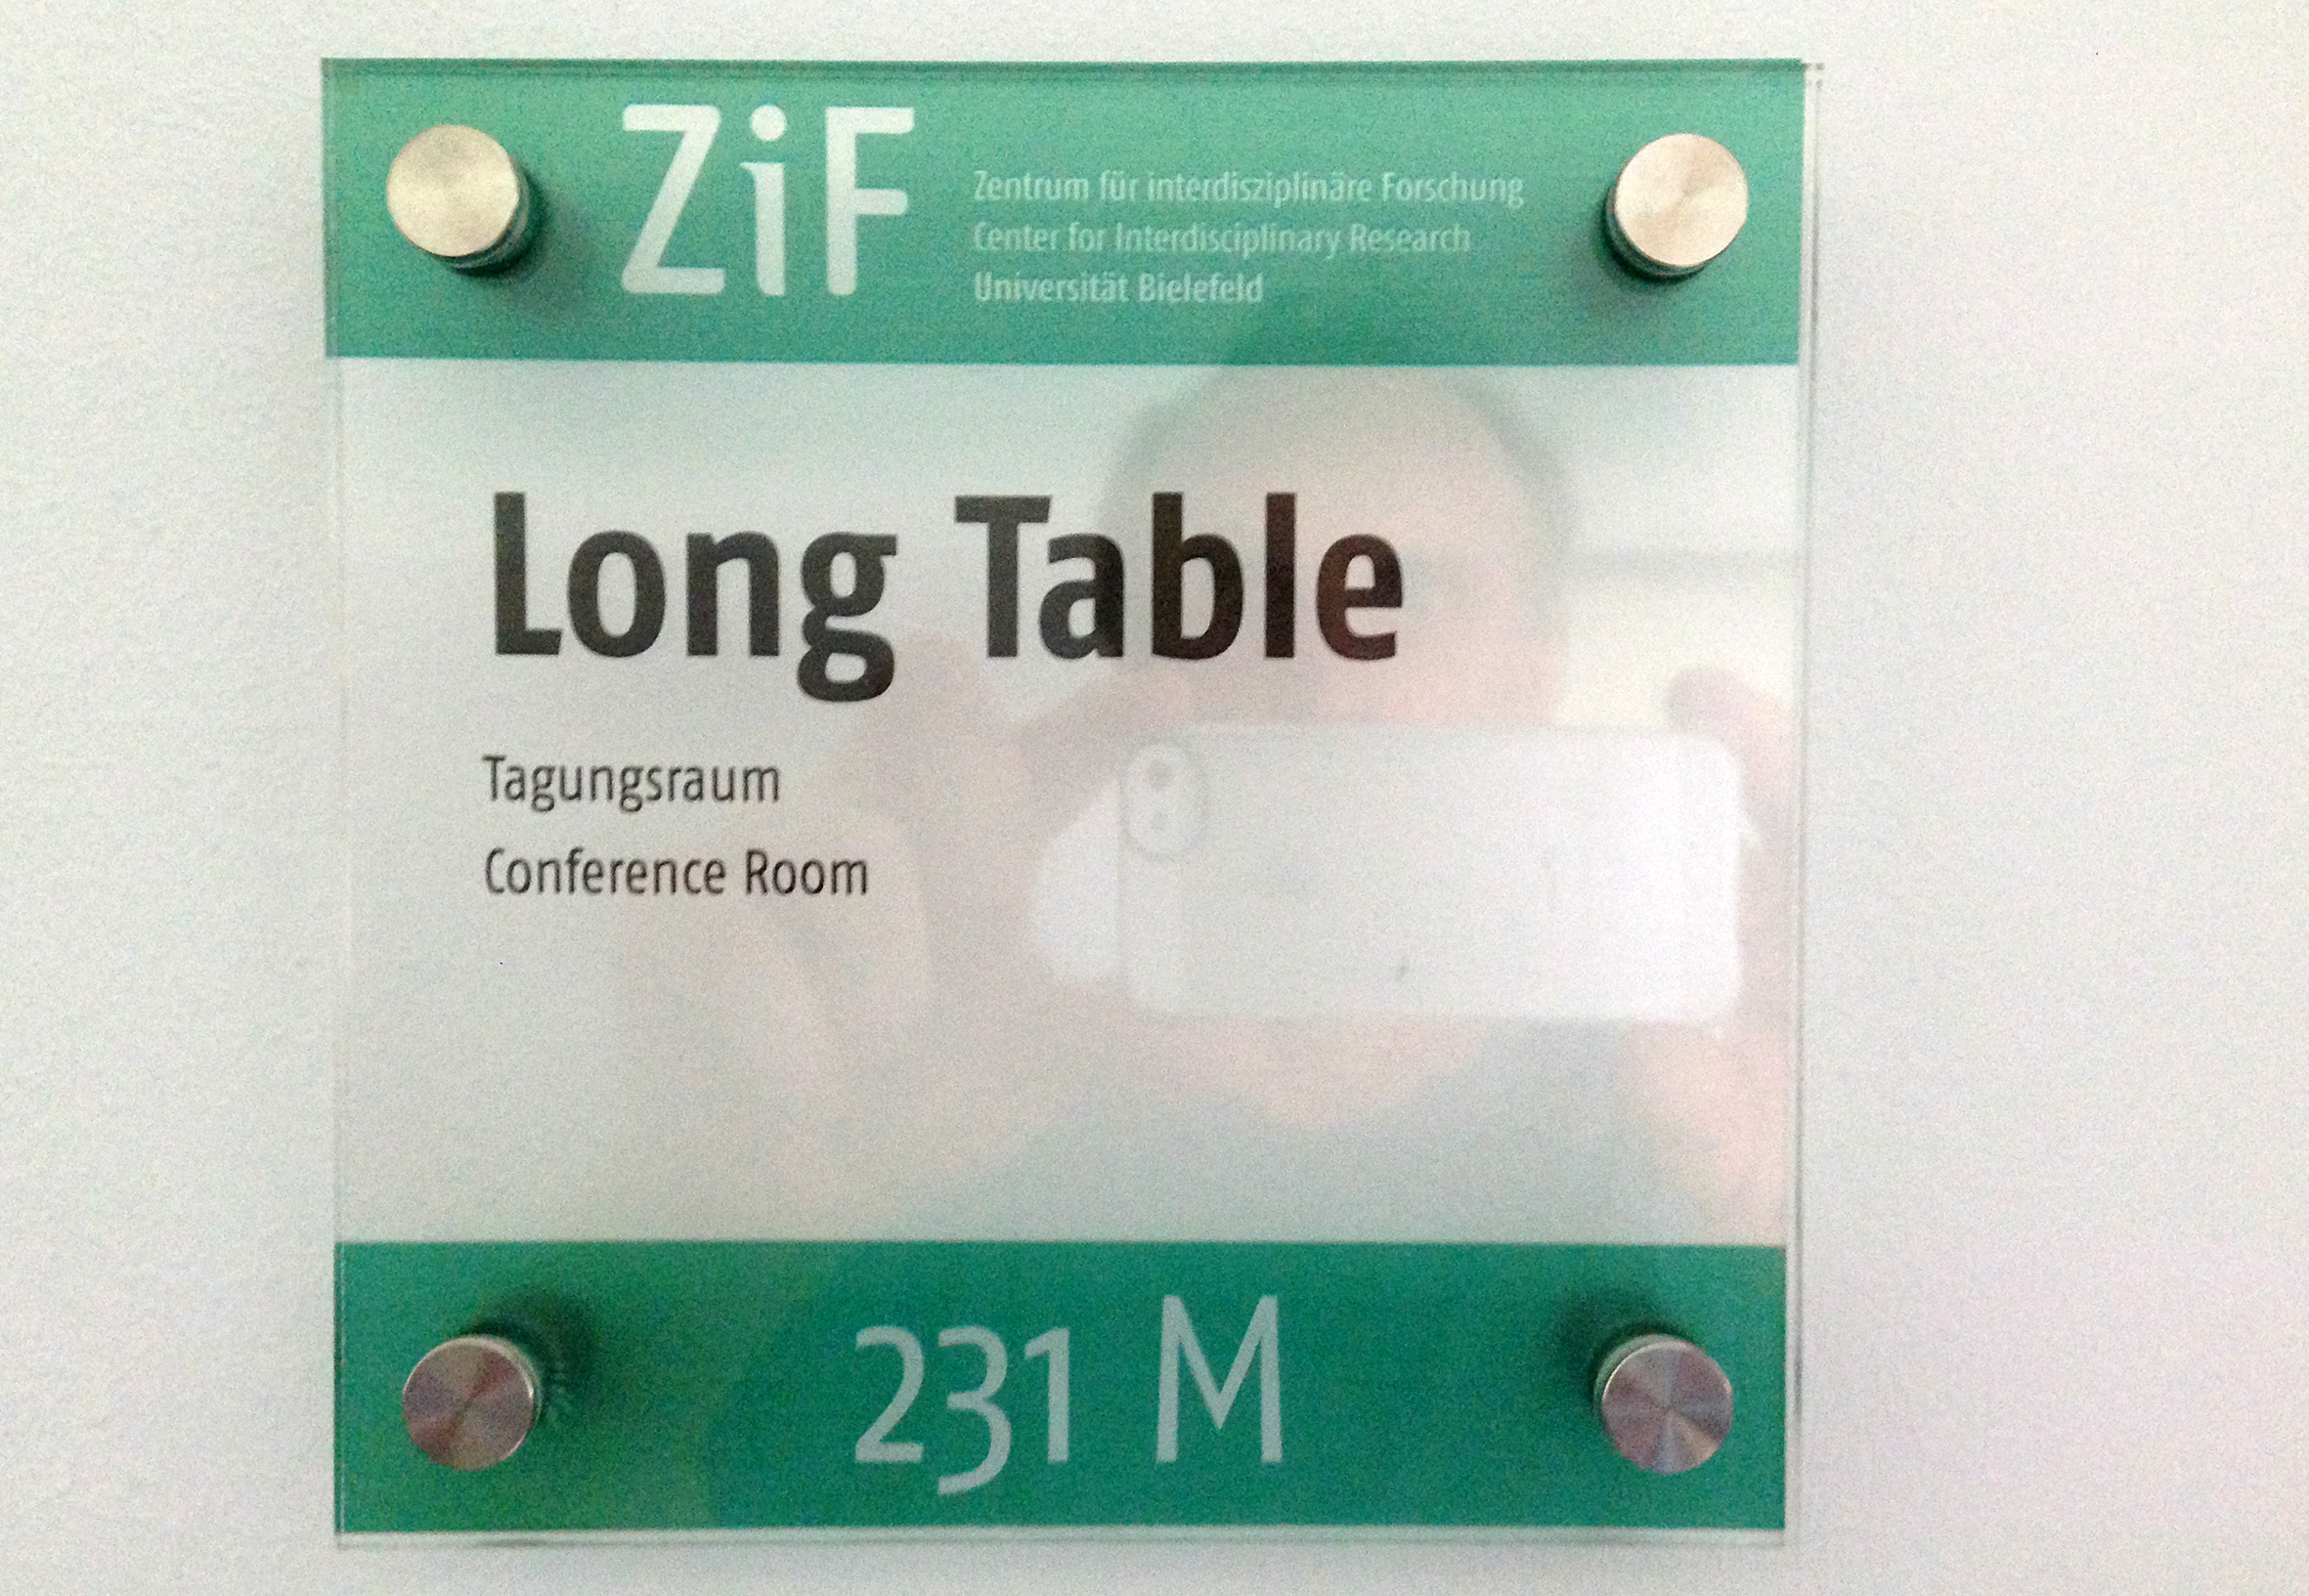 ZiF
Zentrum für interdisziplinäre Forschung
Center for Interdisciplinary Research
Universität Bielefeld
Long Table
Tagungsraum
Conference Room
231 M